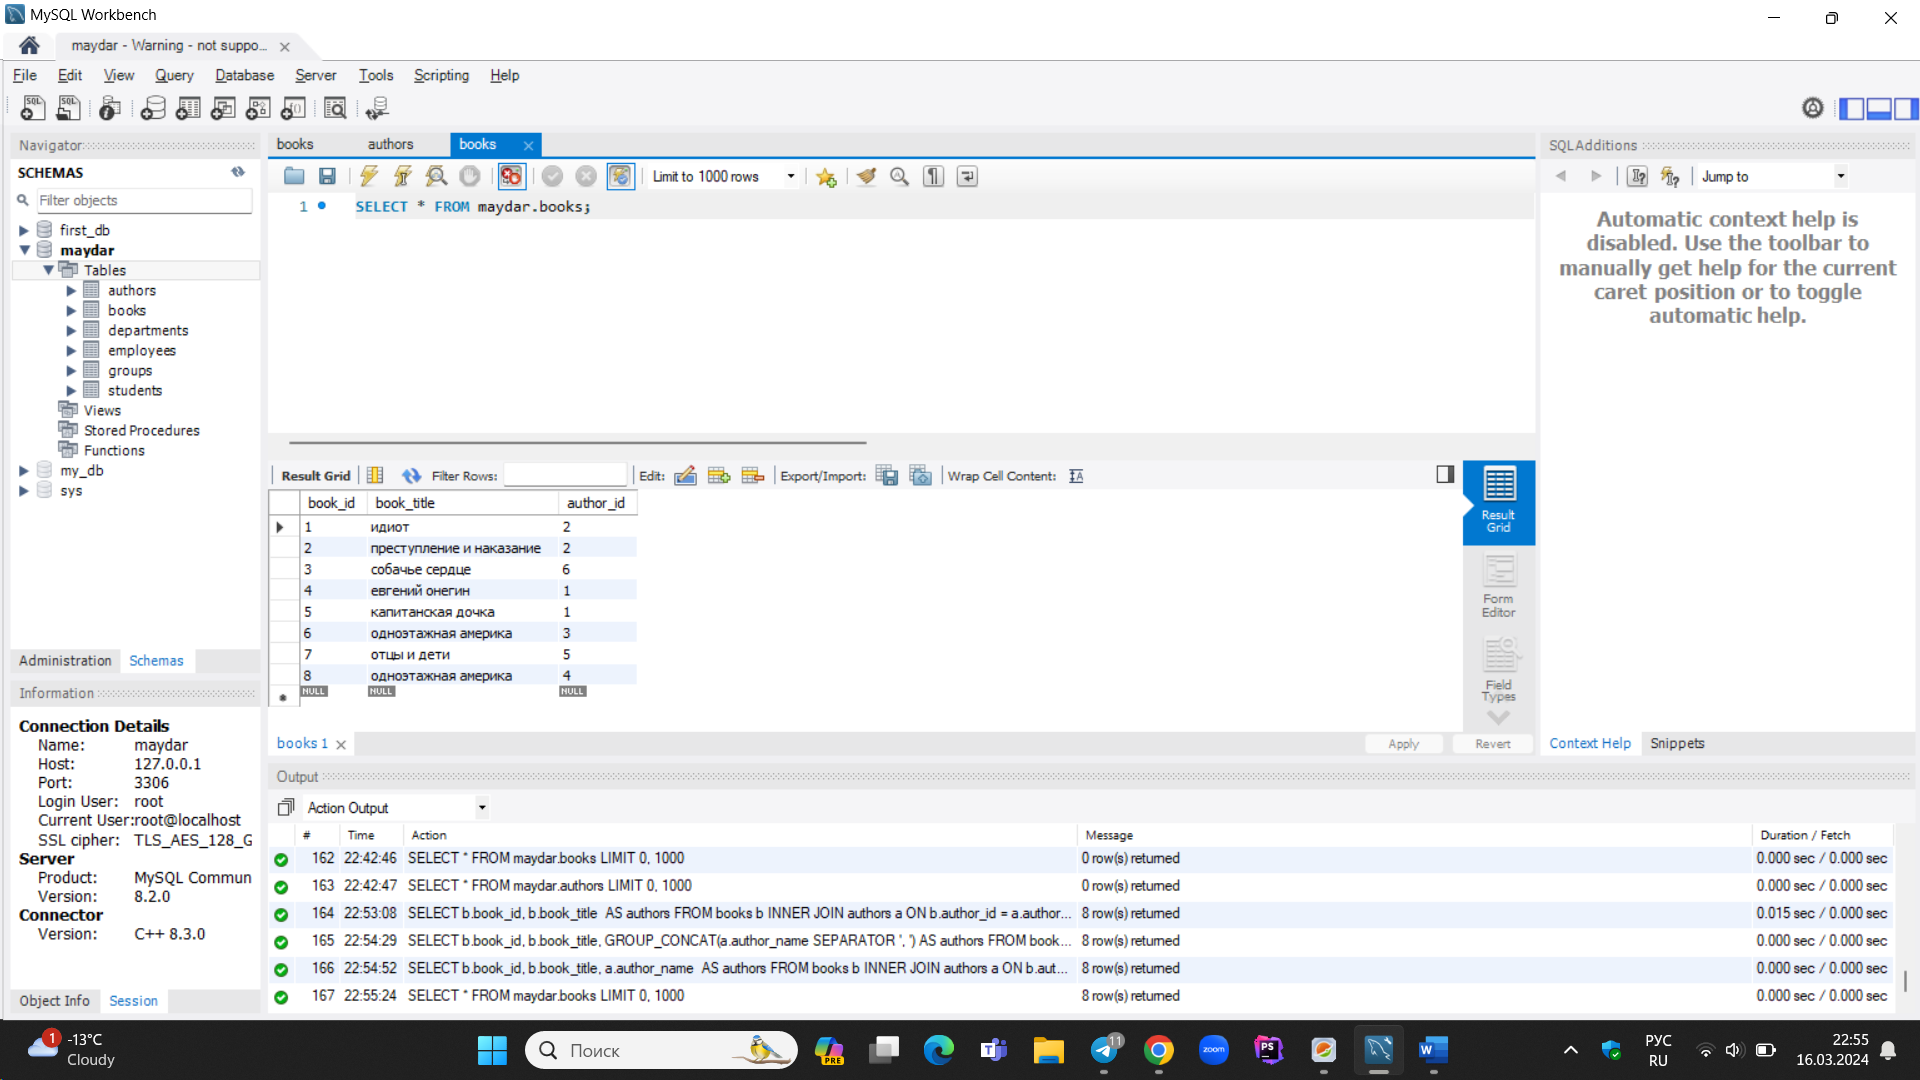 MySQL Workbench
maydar - Warning - not suppo...
File Edit View Query Database Server Tools Scripting Help
Navigator
SCHEMAS
Filter objects
first_db
maydar
Tables
authors
books
departments
employees
groups
students
Views
Stored Procedures
Functions
my_db
sys
Administration Schemas
Information
Connection Details
Name: maydar
Host: 127.0.0.1
Port: 3306
Login User: root
Current User:root@localhost
SSL cipher: TLS_AES_128_G
Server
Product: MySQL Commun
Version: 8.2.0
Connector
Version: C++ 8.3.0
Object Info Session
books authors books
Limit to 1000 rows
1 SELECT * FROM maydar.books;
Result Grid Filter Rows: Edit: Export/Import: Wrap Cell Content:
book_id book_title author_id
1 идиот 2
2 преступление и наказание 2
3 собачье сердце 6
4 евгений онегин 1
5 капитанская дочка 1
6 одноэтажная америка 3
7 отцы и дети 5
8 одноэтажная америка 4
NULL NULL NULL
Result Grid
Form Editor
Field Types
books 1 Apply Revert
SQLAdditions
Jump to
Automatic context help is
disabled. Use the toolbar to
manually get help for the current
caret position or to toggle
automatic help.
Context Help Snippets
Output
Action Output
# Time Action Message Duration / Fetch
162 22:42:46 SELECT * FROM maydar.books LIMIT 0, 1000 0 row(s) returned 0.000 sec / 0.000 sec
163 22:42:47 SELECT * FROM maydar.authors LIMIT 0, 1000 0 row(s) returned 0.000 sec / 0.000 sec
164 22:53:08 SELECT b.book_id, b.book_title AS authors FROM books b INNER JOIN authors a ON b.author_id = a.author... 8 row(s) returned 0.015 sec / 0.000 sec
165 22:54:29 SELECT b.book_id, b.book_title, GROUP_CONCAT(a.author_name SEPARATOR ', ') AS authors FROM book... 8 row(s) returned 0.000 sec / 0.000 sec
166 22:54:52 SELECT b.book_id, b.book_title, a.author_name AS authors FROM books b INNER JOIN authors a ON b.aut... 8 row(s) returned 0.000 sec / 0.000 sec
167 22:55:24 SELECT * FROM maydar.books LIMIT 0, 1000 8 row(s) returned 0.000 sec / 0.000 sec
1 -13°C
Cloudy
Поиск
PRE
11
zoom
PS
РУС
RU
22:55
16.03.2024